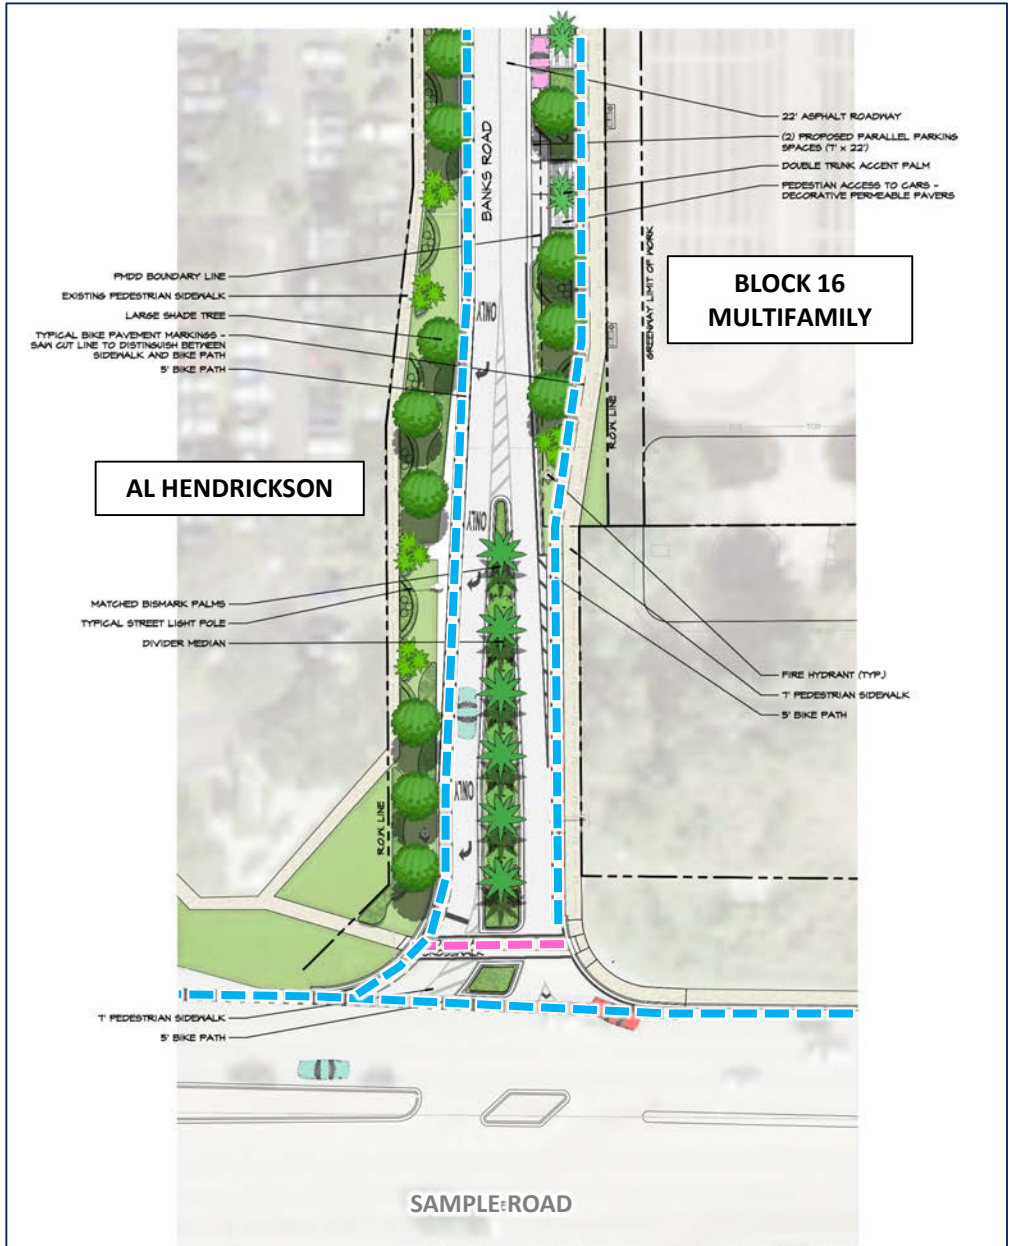 22' ASPHALT ROADWAY
(2) PROPOSED PARALLEL PARKING
SPACES (7' x 22')
DOUBLE TRUNK ACCENT PALM
PEDESTIAN ACCESS TO CARS -
DECORATIVE PERMEABLE PAVERS
BANKS ROAD
PMDD BOUNDARY LINE
EXISTING PEDESTRIAN SIDEWALK
LARGE SHADE TREE
TYPICAL BIKE PAVEMENT MARKINGS -
SAW CUT LINE TO DISTINGUISH BETWEEN
SIDEWALK AND BIKE PATH
5' BIKE PATH
BLOCK 16
MULTIFAMILY
GREENWAY LIMIT OF WORK
ONLY
R.O.W. LINE
AL HENDRICKSON
ONLY
MATCHED BISMARK PALMS
TYPICAL STREET LIGHT POLE
DIVIDER MEDIAN
FIRE HYDRANT (TYP.)
7' PEDESTRIAN SIDEWALK
5' BIKE PATH
ONLY
R.O.W. LINE
CROSSWALK
7' PEDESTRIAN SIDEWALK
5' BIKE PATH
SAMPLE ROAD